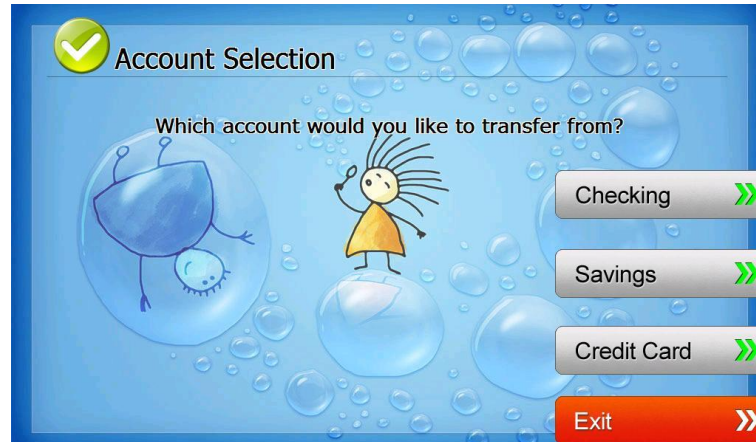 Account Selection
Which account would you like to transfer from?
Checking
Savings
Credit Card
Exit